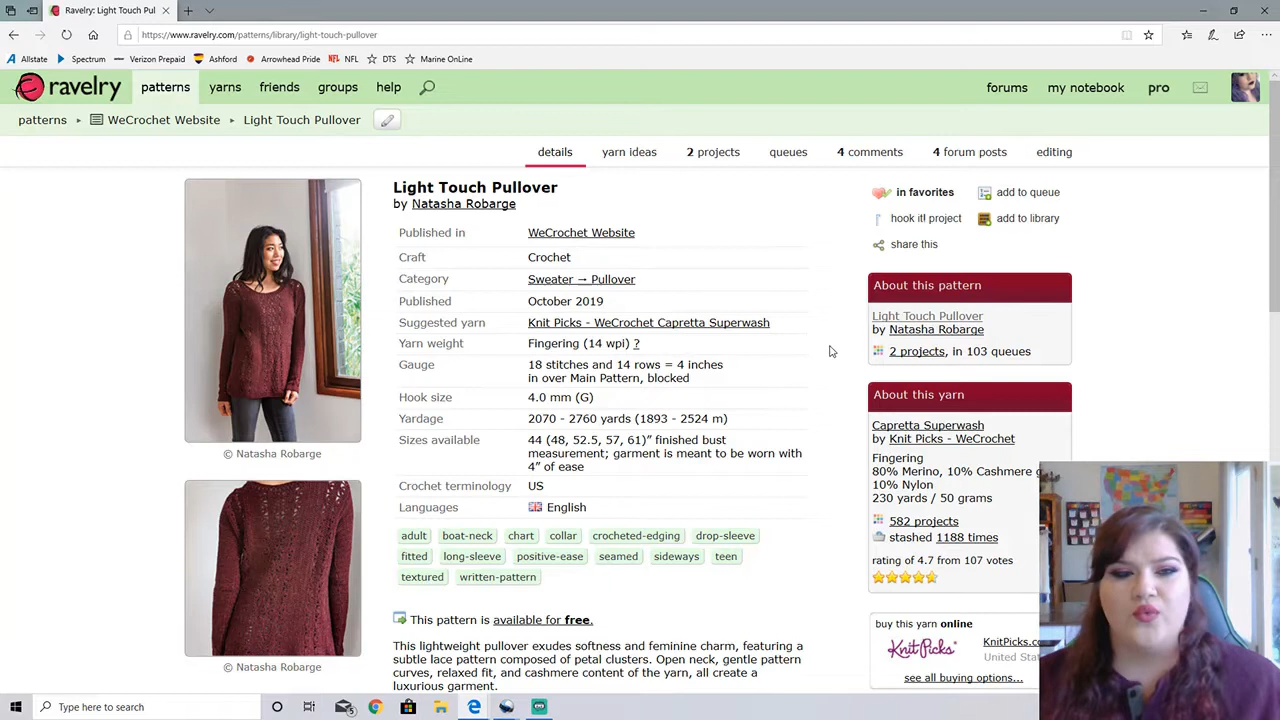 Ravelry: Light Touch Pul
https://www.ravelry.com/patterns/library/light-touch-pullover
Allstate Spectrum Verizon Prepaid Ashford Arrowhead Pride NFL NFL DTS Marine OnLine
ravelry patterns yarns friends groups help forums my notebook pro
patterns ▸ WeCrochet Website ▸ Light Touch Pullover
details yarn ideas 2 projects queues 4 comments 4 forum posts editing
Light Touch Pullover
by Natasha Robarge
Published in WeCrochet Website
Craft Crochet
Category Sweater → Pullover
Published October 2019
Suggested yarn Knit Picks - WeCrochet Capretta Superwash
Yarn weight Fingering (14 wpi) ?
Gauge 18 stitches and 14 rows = 4 inches
in over Main Pattern, blocked
Hook size 4.0 mm (G)
Yardage 2070 - 2760 yards (1893 - 2524 m)
Sizes available 44 (48, 52.5, 57, 61)” finished bust
measurement; garment is meant to be worn with
4” of ease
Crochet terminology US
Languages English
adult boat-neck chart collar crocheted-edging drop-sleeve
fitted long-sleeve positive-ease seamed sideways teen
textured written-pattern
This pattern is available for free.
This lightweight pullover exudes softness and feminine charm, featuring a
subtle lace pattern composed of petal clusters. Open neck, gentle pattern
curves, relaxed fit, and cashmere content of the yarn, all create a
luxurious garment.
© Natasha Robarge
© Natasha Robarge
in favorites add to queue
hook it! project add to library
share this
About this pattern
Light Touch Pullover
by Natasha Robarge
2 projects, in 103 queues
About this yarn
Capretta Superwash
by Knit Picks - WeCrochet
Fingering
80% Merino, 10% Cashmere
10% Nylon
230 yards / 50 grams
582 projects
stashed 1188 times
rating of 4.7 from 107 votes
buy this yarn online
KnitPicks KnitPicks.c
United Sta
see all buying options...
Type here to search
5